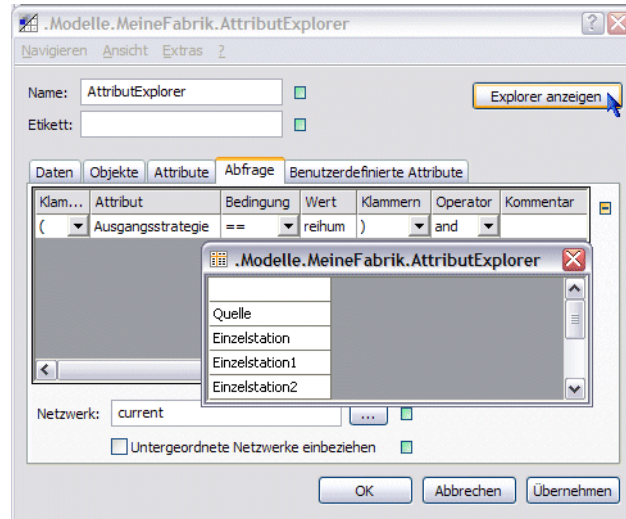 .Modelle.MeineFabrik.AttributExplorer
Navigieren Ansicht Extras ?
Name: AttributExplorer
Explorer anzeigen
Etikett:
Daten Objekte Attribute Abfrage Benutzerdefinierte Attribute
Klam... Attribut Bedingung Wert Klammern Operator Kommentar
( Ausgangsstrategie == reihum ) and
.Modelle.MeineFabrik.AttributExplorer
Quelle
Einzelstation
Einzelstation1
Einzelstation2
Netzwerk: current ...
Untergeordnete Netzwerke einbeziehen
OK Abbrechen Übernehmen